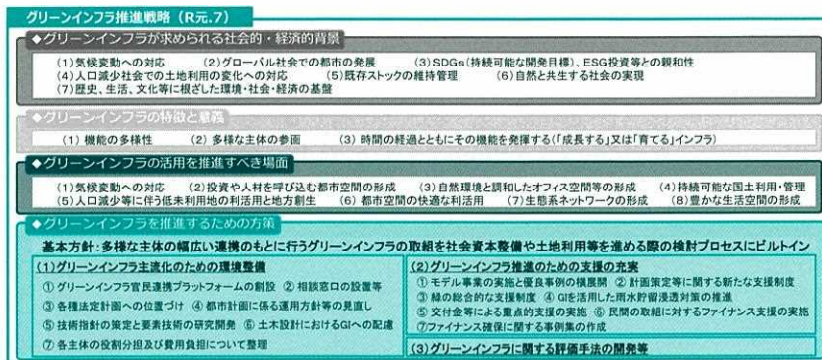 グリーンインフラ推進戦略（R元.7）
◆グリーンインフラが求められる社会的・経済的背景
(1)気候変動への対応 (2)グローバル社会での都市の発展 (3)SDGs(持続可能な開発目標)、ESG投資等との親和性
(4)人口減少社会での土地利用の変化への対応 (5)既存ストックの維持管理 (6)自然と共生する社会の実現
(7)歴史、生活、文化等に根ざした環境・社会・経済の基盤
◆グリーンインフラの特徴と意義
(1) 機能の多様性 (2) 多様な主体の参画 (3) 時間の経過とともにその機能を発揮する(「成長する」又は「育てる」インフラ)
◆グリーンインフラの活用を推進すべき場面
(1)気候変動への対応 (2)投資や人材を呼び込む都市空間の形成 (3)自然環境と調和したオフィス空間等の形成 (4)持続可能な国土利用・管理
(5)人口減少等に伴う低未利用地の利活用と地方創生 (6) 都市空間の快適な利活用 (7)生態系ネットワークの形成 (8)豊かな生活空間の形成
◆グリーンインフラを推進するための方策
基本方針:多様な主体の幅広い連携のもとに行うグリーンインフラの取組を社会資本整備や土地利用等を進める際の検討プロセスにビルトイン
(1)グリーンインフラ主流化のための環境整備
① グリーンインフラ官民連携プラットフォームの創設 ② 相談窓口の設置等
③ 各種法定計画への位置づけ ④ 都市計画に係る運用方針等の見直し
⑤ 技術指針の策定と要素技術の研究開発 ⑥ 土木設計におけるGIへの配慮
⑦ 各主体の役割分担及び費用負担について整理
(2)グリーンインフラ推進のための支援の充実
① モデル事業の実施と優良事例の横展開 ② 計画策定等に関する新たな支援制度
③ 緑の総合的な支援制度 ④ GIを活用した雨水貯留浸透対策の推進
⑤ 交付金等による重点的支援の実施 ⑥ 民間の取組に対するファイナンス支援の実施
⑦ファイナンス確保に関する事例集の作成
(3)グリーンインフラに関する評価手法の開発等